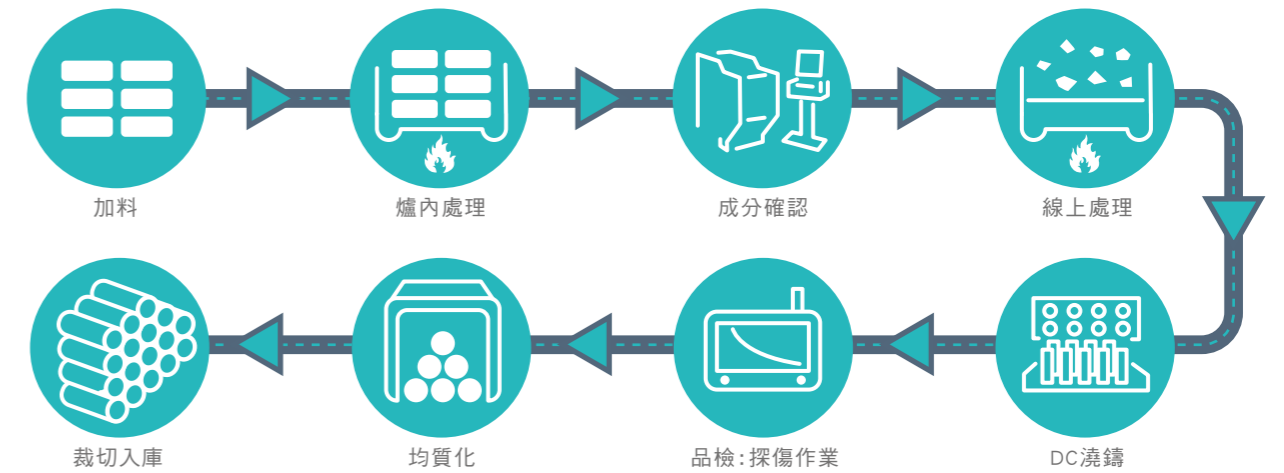 加料
爐內處理
成分確認
線上處理
DC澆鑄
品檢:探傷作業
均質化
裁切入庫